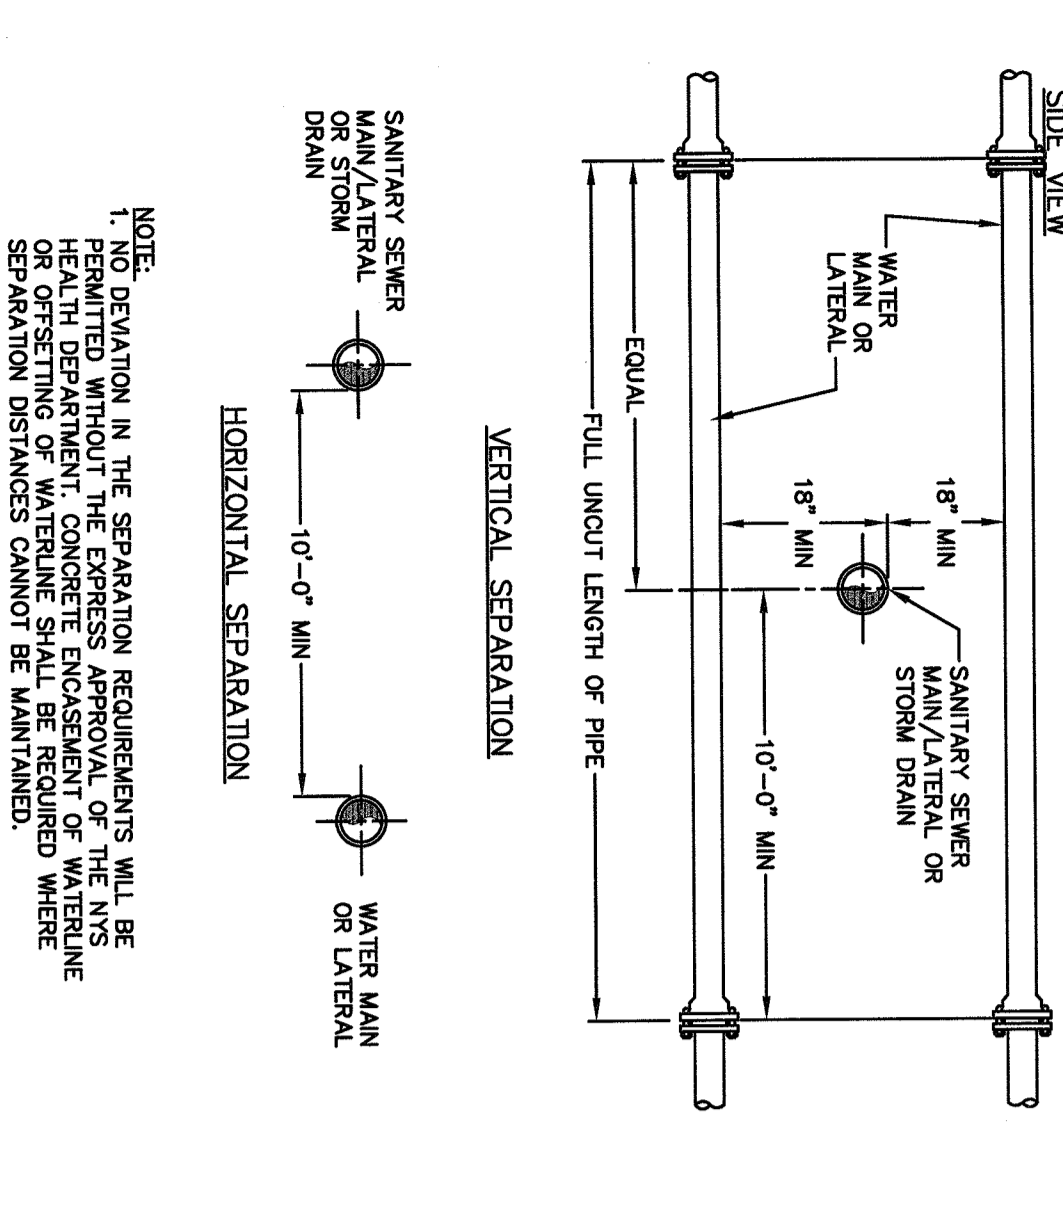 SIDE VIEW
WATER
MAIN OR
LATERAL
18" MIN
18" MIN
SANITARY SEWER
MAIN/LATERAL OR
STORM DRAIN
10'-0" MIN
EQUAL
FULL UNCUT LENGTH OF PIPE
VERTICAL SEPARATION
SANITARY SEWER
MAIN/LATERAL
OR STORM
DRAIN
WATER MAIN
OR LATERAL
10'-0" MIN
HORIZONTAL SEPARATION
NOTE:
1. NO DEVIATION IN THE SEPARATION REQUIREMENTS WILL BE
PERMITTED WITHOUT THE EXPRESS APPROVAL OF THE NYS
HEALTH DEPARTMENT. CONCRETE ENCASEMENT OF WATERLINE
OR OFFSETTING OF WATERLINE SHALL BE REQUIRED WHERE
SEPARATION DISTANCES CANNOT BE MAINTAINED.